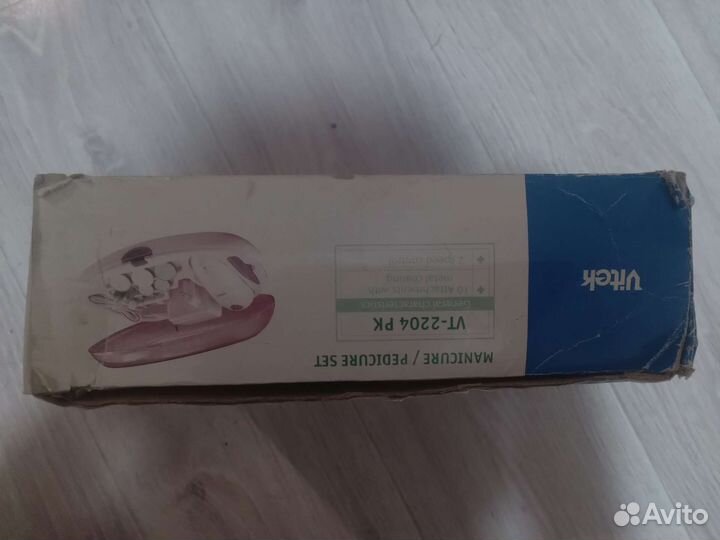 Vitek
MANICURE / PEDICURE SET
VT-2204 PK
General characteristics
10 Attachments with
metal coating
2 speed control
Avito